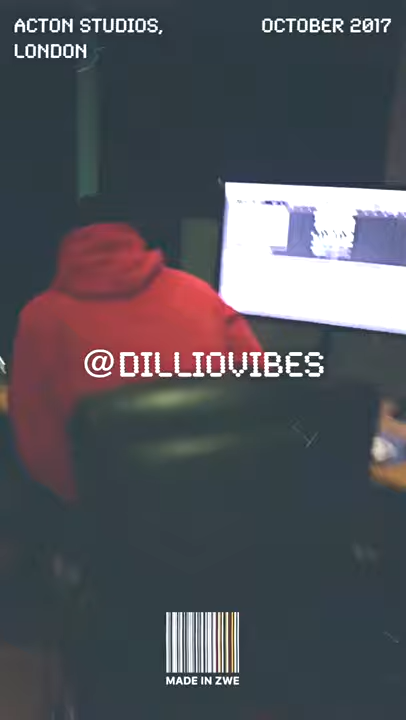 ACTON STUDIOS,
LONDON
OCTOBER 2017
@DILLIOVIBES
MADE IN ZWE